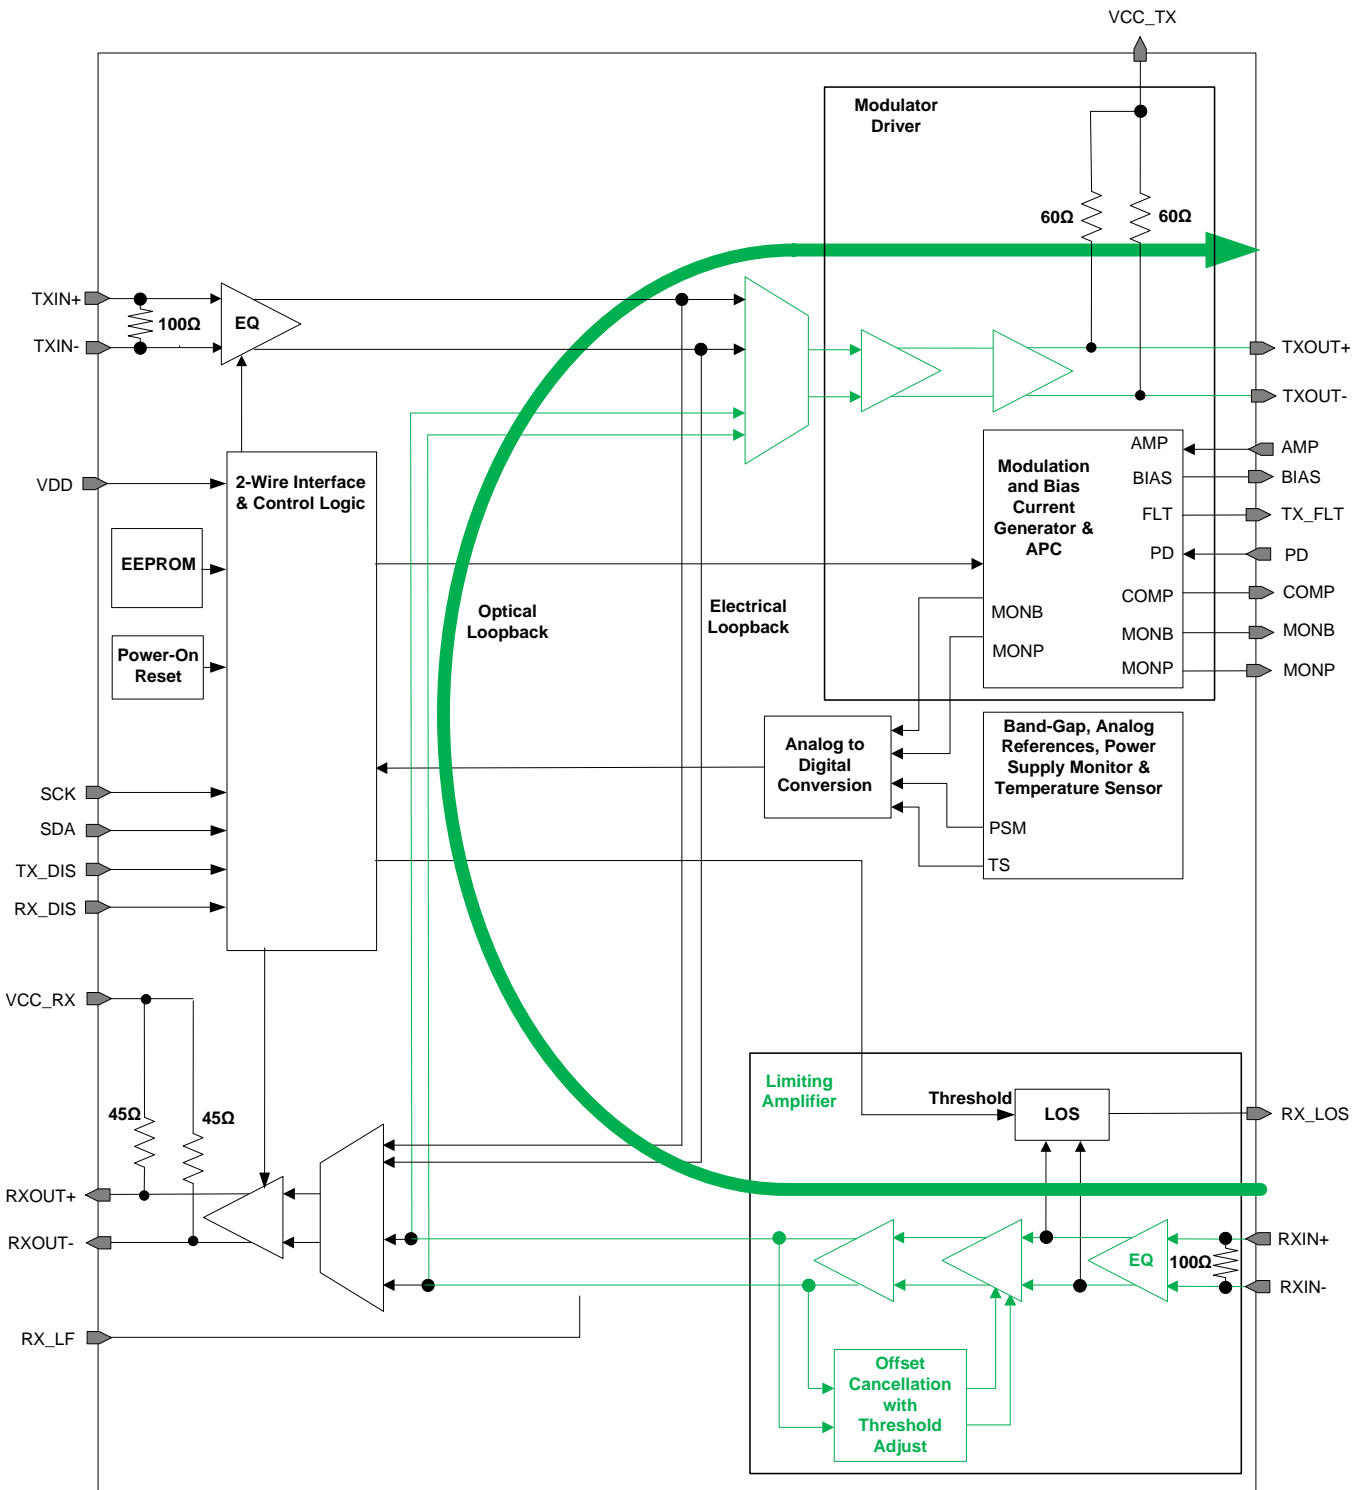 VCC_TX
Modulator
Driver
60Ω
60Ω
TXIN+
100Ω
EQ
TXIN-
TXOUT+
TXOUT-
2-Wire Interface
& Control Logic
VDD
EEPROM
Power-On
Reset
SCK
SDA
TX_DIS
RX_DIS
Optical
Loopback
Electrical
Loopback
Modulation
and Bias
Current
Generator &
APC
AMP
BIAS
FLT
PD
COMP
MONB
MONP
MONB
MONP
AMP
BIAS
TX_FLT
PD
COMP
MONB
MONP
Analog to
Digital
Conversion
Band-Gap, Analog
References, Power
Supply Monitor &
Temperature Sensor
PSM
TS
VCC_RX
45Ω
45Ω
RXOUT+
RXOUT-
RX_LF
Limiting
Amplifier
Threshold
LOS
RX_LOS
EQ
100Ω
RXIN+
RXIN-
Offset
Cancellation
with
Threshold
Adjust